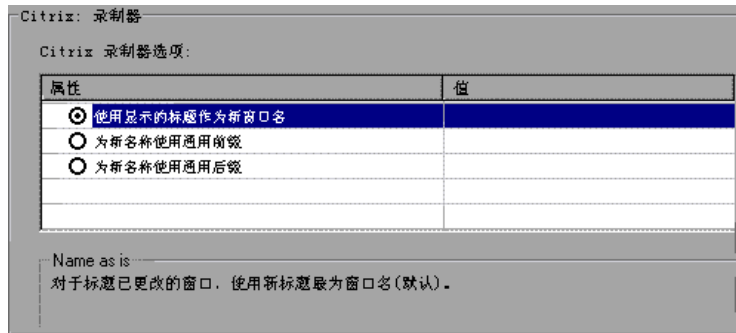 Citrix: 录制器
Citrix 录制器选项:
属性 值
使用显示的标题作为新窗口名
为新名称使用通用前缀
为新名称使用通用后缀
Name as is
对于标题已更改的窗口，使用新标题最为窗口名(默认)。